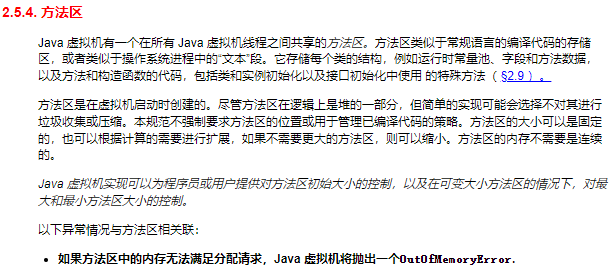 2.5.4. 方法区
Java 虚拟机有一个在所有 Java 虚拟机线程之间共享的方法区。方法区类似于常规语言的编译代码的存储
区，或者类似于操作系统进程中的“文本”段。它存储每个类的结构，例如运行时常量池、字段和方法数据，
以及方法和构造函数的代码，包括类和实例初始化以及接口初始化中使用 的特殊方法（ §2.9 ）。
方法区是在虚拟机启动时创建的。尽管方法区在逻辑上是堆的一部分，但简单的实现可能会选择不对其进行
垃圾收集或压缩。本规范不强制要求方法区的位置或用于管理已编译代码的策略。方法区的大小可以是固定
的，也可以根据计算的需要进行扩展，如果不需要更大的方法区，则可以缩小。方法区的内存不需要是连续
的。
Java 虚拟机实现可以为程序员或用户提供对方法区初始大小的控制，以及在可变大小方法区的情况下，对最
大和最小方法区大小的控制。
以下异常情况与方法区相关联：
• 如果方法区中的内存无法满足分配请求，Java 虚拟机将抛出一个OutOfMemoryError.